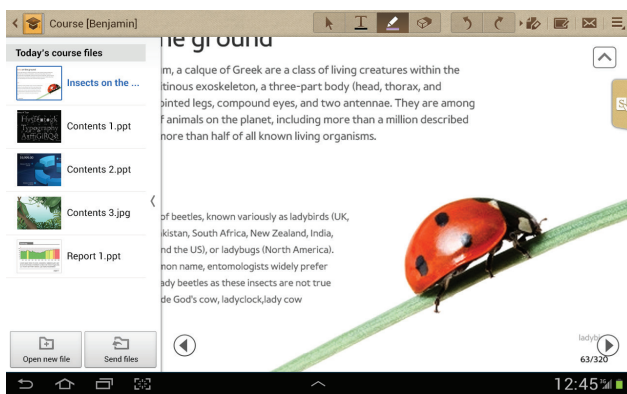 Course [Benjamin]
Today's course files
Insects on the ...
Contents 1.ppt
Contents 2.ppt
Contents 3.jpg
Report 1.ppt
Open new file
Send files
he ground
m, a calque of Greek are a class of living creatures within the
itinous exoskeleton, a three-part body (head, thorax, and
ointed legs, compound eyes, and two antennae. They are among
f animals on the planet, including more than a million described
more than half of all known living organisms.
of beetles, known variously as ladybirds (UK,
kistan, South Africa, New Zealand, India,
nd the US), or ladybugs (North America).
mon name, entomologists widely prefer
ady beetles as these insects are not true
de God's cow, ladyclock,lady cow
ladybi
63/320
12:45